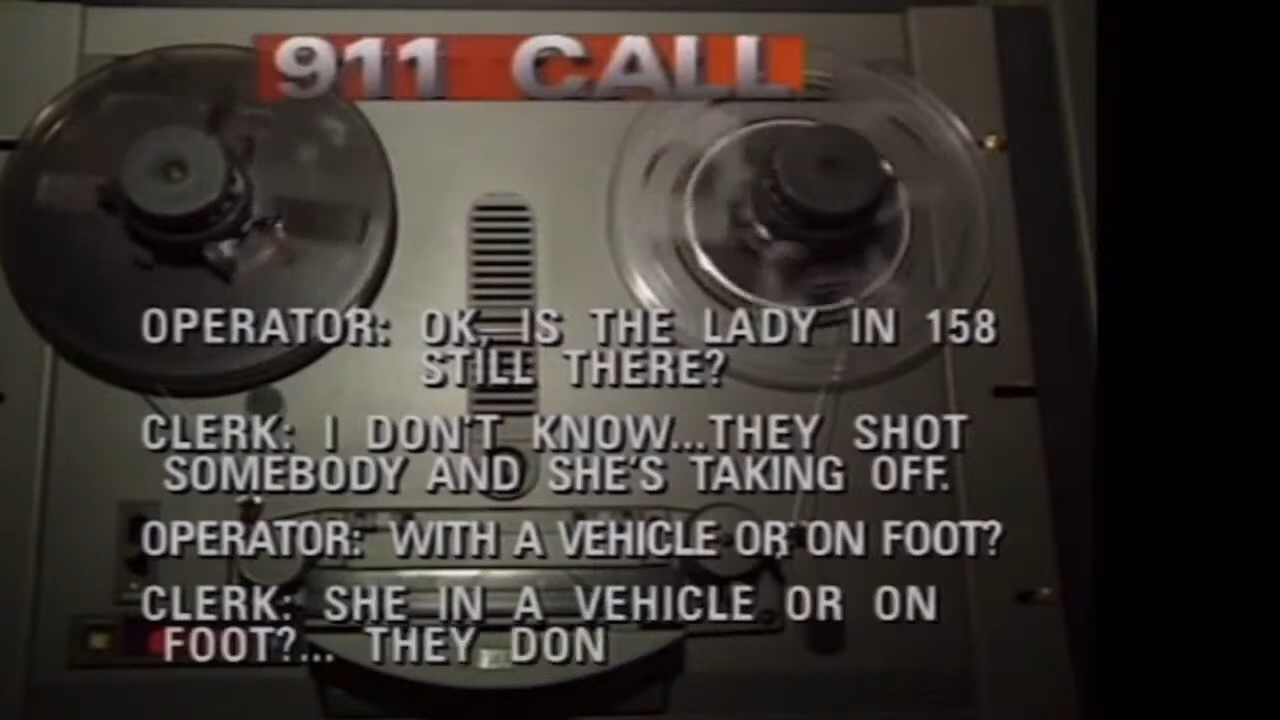 911 CALL
OPERATOR: OK, IS THE LADY IN 158
STILL THERE?
CLERK: I DON'T KNOW...THEY SHOT
SOMEBODY AND SHE'S TAKING OFF.
OPERATOR: WITH A VEHICLE OR ON FOOT?
CLERK: SHE IN A VEHICLE OR ON
FOOT?... THEY DON